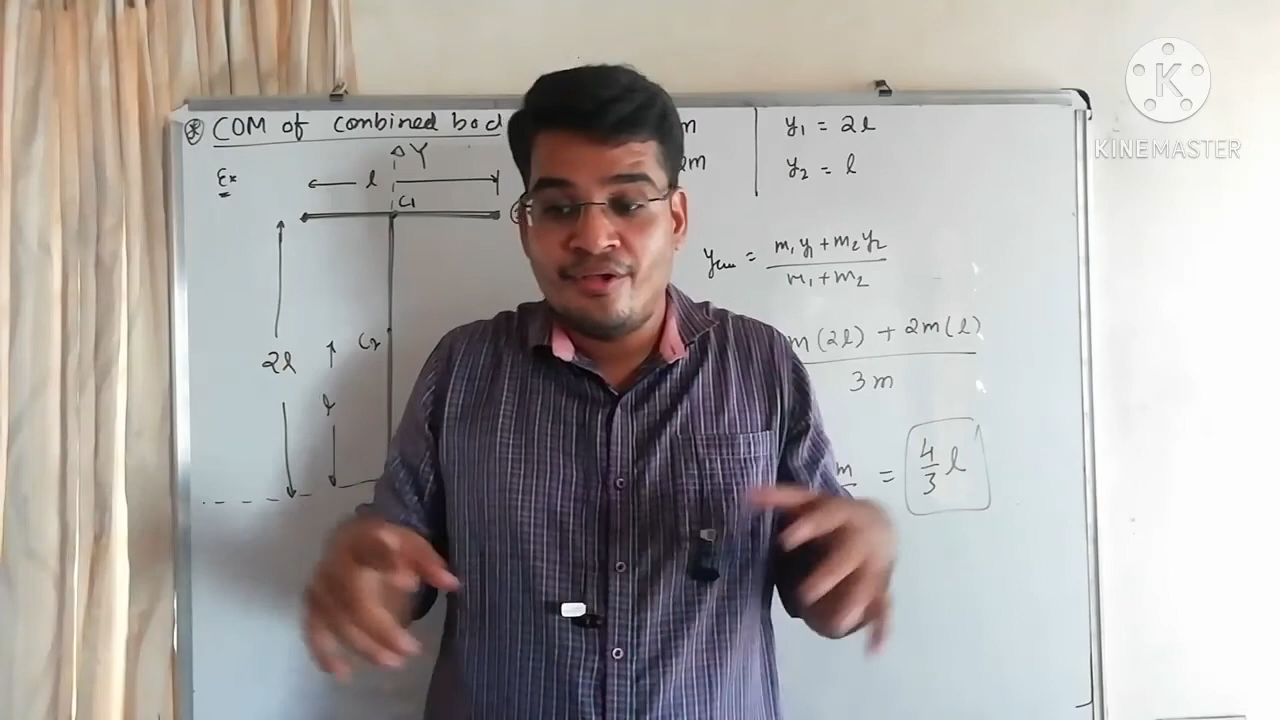 COM of combined bod
Ex
Y
l
C1
2l
C2
l
m
2m
y1 = 2l
y2 = l
ycm = m1y1 + m2y2
m1 + m2
m(2l) + 2m(l)
3m
m = 4/3 l
K
KINEMASTER